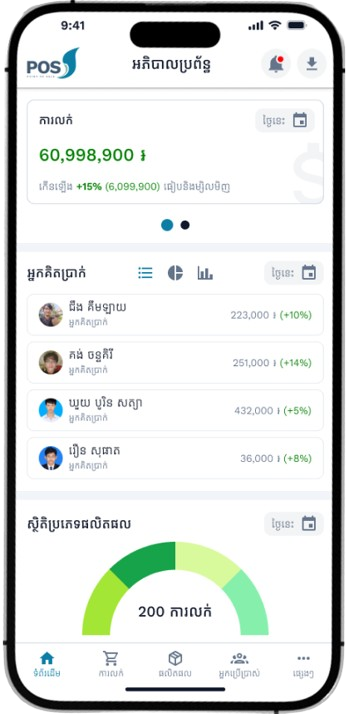 9:41
POS
អភិបាលប្រព័ន្ធ
ការលក់
ថ្ងៃនេះ
60,998,900 ៛
កើនឡើង +15% (6,099,900) ធៀបនឹងម្សិលមិញ
អ្នកគិតប្រាក់
ថ្ងៃនេះ
ជឹង គឹមឡាយ
អ្នកគិតប្រាក់
223,000 ៛ (+10%)
កង់ ចន្ធគិរី
អ្នកគិតប្រាក់
251,000 ៛ (+14%)
ឃួយ បូរិន សត្យា
អ្នកគិតប្រាក់
432,000 ៛ (+5%)
រឿន សុផាត
អ្នកគិតប្រាក់
36,000 ៛ (+8%)
ស្ថិតិប្រភេទផលិតផល
ថ្ងៃនេះ
200 ការលក់
ទំព័រដើម
ការលក់
ផលិតផល
អ្នកប្រើប្រាស់
ផ្សេងៗ